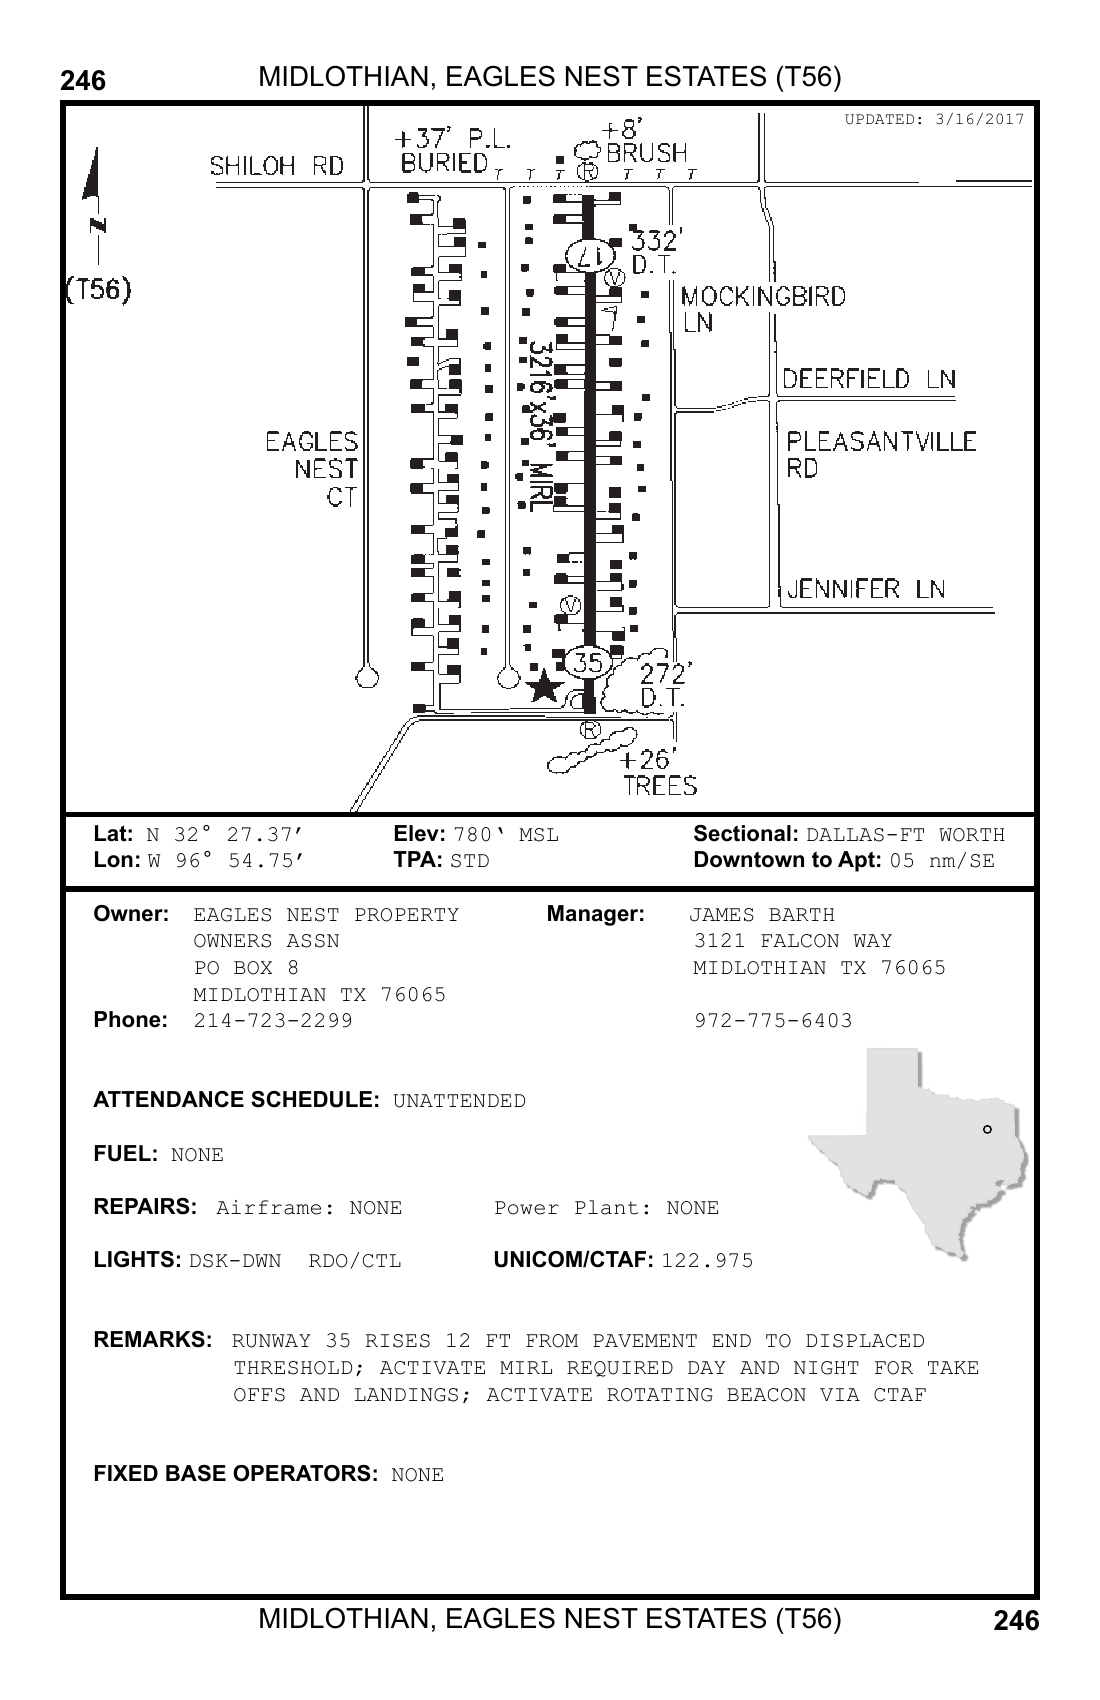 246 MIDLOTHIAN, EAGLES NEST ESTATES (T56)
UPDATED: 3/16/2017
+37' P.L.
BURIED
+8'
BRUSH
SHILOH RD
T T T R T T T
N
(T56)
17
332'
D.T.
V
MOCKINGBIRD
LN
3216'x36' MIRL
DEERFIELD LN
EAGLES
NEST
CT
PLEASANTVILLE
RD
JENNIFER LN
V
35
272'
D.T.
R
+26'
TREES
Lat: N 32° 27.37′ Elev: 780‘ MSL Sectional: DALLAS-FT WORTH
Lon: W 96° 54.75′ TPA: STD Downtown to Apt: 05 nm/SE
Owner: EAGLES NEST PROPERTY Manager: JAMES BARTH
OWNERS ASSN 3121 FALCON WAY
PO BOX 8 MIDLOTHIAN TX 76065
MIDLOTHIAN TX 76065
Phone: 214-723-2299 972-775-6403
ATTENDANCE SCHEDULE: UNATTENDED
FUEL: NONE
REPAIRS: Airframe: NONE Power Plant: NONE
LIGHTS: DSK-DWN RDO/CTL UNICOM/CTAF: 122.975
REMARKS: RUNWAY 35 RISES 12 FT FROM PAVEMENT END TO DISPLACED
THRESHOLD; ACTIVATE MIRL REQUIRED DAY AND NIGHT FOR TAKE
OFFS AND LANDINGS; ACTIVATE ROTATING BEACON VIA CTAF
FIXED BASE OPERATORS: NONE
MIDLOTHIAN, EAGLES NEST ESTATES (T56) 246